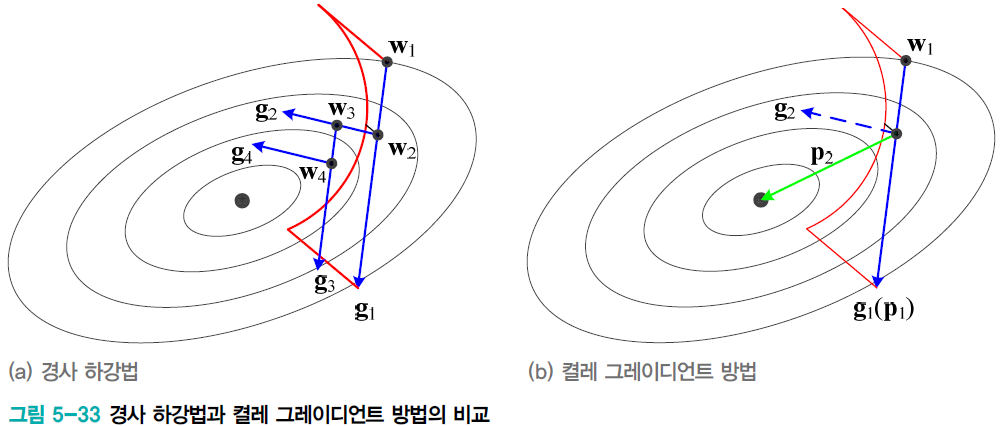 w1
w3
g2
w2
g4
w4
g3
g1
w1
g2
p2
g1(p1)
(a) 경사 하강법
(b) 켤레 그레이디언트 방법
그림 5-33 경사 하강법과 켤레 그레이디언트 방법의 비교